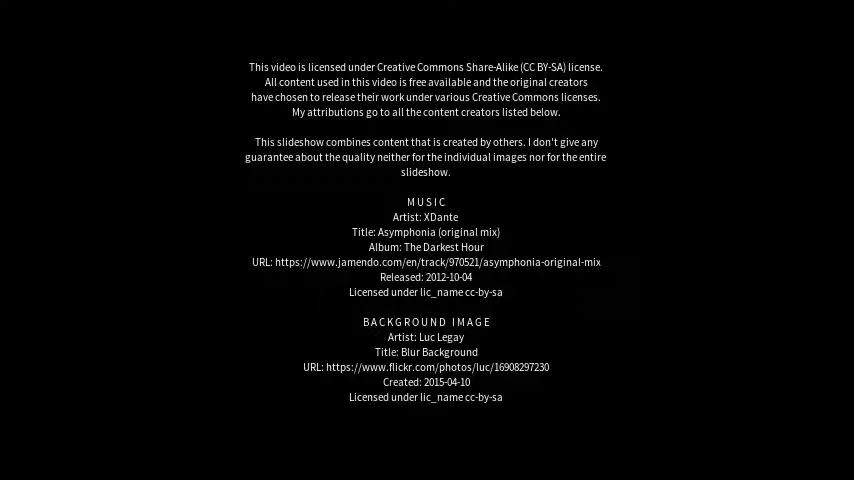 This video is licensed under Creative Commons Share-Alike (CC BY-SA) license.
All content used in this video is free available and the original creators
have chosen to release their work under various Creative Commons licenses.
My attributions go to all the content creators listed below.
This slideshow combines content that is created by others. I don't give any
guarantee about the quality neither for the individual images nor for the entire
slideshow.
MUSIC
Artist: XDante
Title: Asymphonia (original mix)
Album: The Darkest Hour
URL: https://www.jamendo.com/en/track/970521/asymphonia-original-mix
Released: 2012-10-04
Licensed under lic_name cc-by-sa
BACKGROUND IMAGE
Artist: Luc Legay
Title: Blur Background
URL: https://www.flickr.com/photos/luc/16908297230
Created: 2015-04-10
Licensed under lic_name cc-by-sa